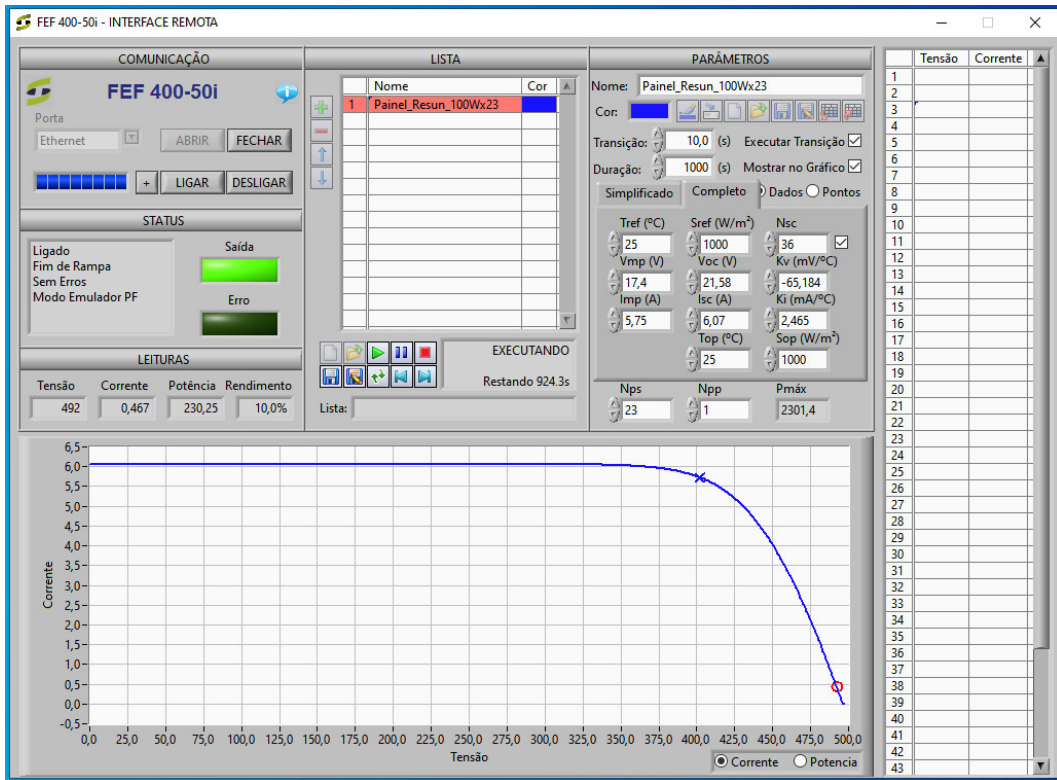 FEF 400-50i - INTERFACE REMOTA
COMUNICAÇÃO
FEF 400-50i
Porta
Ethernet
ABRIR
FECHAR
+
LIGAR
DESLIGAR
STATUS
Ligado
Fim de Rampa
Sem Erros
Modo Emulador PF
Saída
Erro
LEITURAS
Tensão Corrente Potência Rendimento
492 0,467 230,25 10,0%
LISTA
Nome Cor
1 Painel_Resun_100Wx23
EXECUTANDO
Restando 924.3s
Lista:
PARÂMETROS
Nome: Painel_Resun_100Wx23
Cor:
Transição: 10,0 (s) Executar Transição
Duração: 1000 (s) Mostrar no Gráfico
Simplificado Completo Dados Pontos
Tref (ºC) Sref (W/m²) Nsc
25 1000 36
Vmp (V) Voc (V) Kv (mV/ºC)
17,4 21,58 -65,184
Imp (A) Isc (A) Ki (mA/ºC)
5,75 6,07 2,465
Top (ºC) Sop (W/m²)
25 1000
Nps Npp Pmáx
23 1 2301,4
Tensão Corrente
1
2
3
4
5
6
7
8
9
10
11
12
13
14
15
16
17
18
19
20
21
22
23
24
25
26
27
28
29
30
31
32
33
34
35
36
37
38
39
40
41
42
43
Corrente
6,5
6,0
5,5
5,0
4,5
4,0
3,5
3,0
2,5
2,0
1,5
1,0
0,5
0,0
-0,5
0,0 25,0 50,0 75,0 100,0 125,0 150,0 175,0 200,0 225,0 250,0 275,0 300,0 325,0 350,0 375,0 400,0 425,0 450,0 475,0 500,0
Tensão
Corrente Potencia